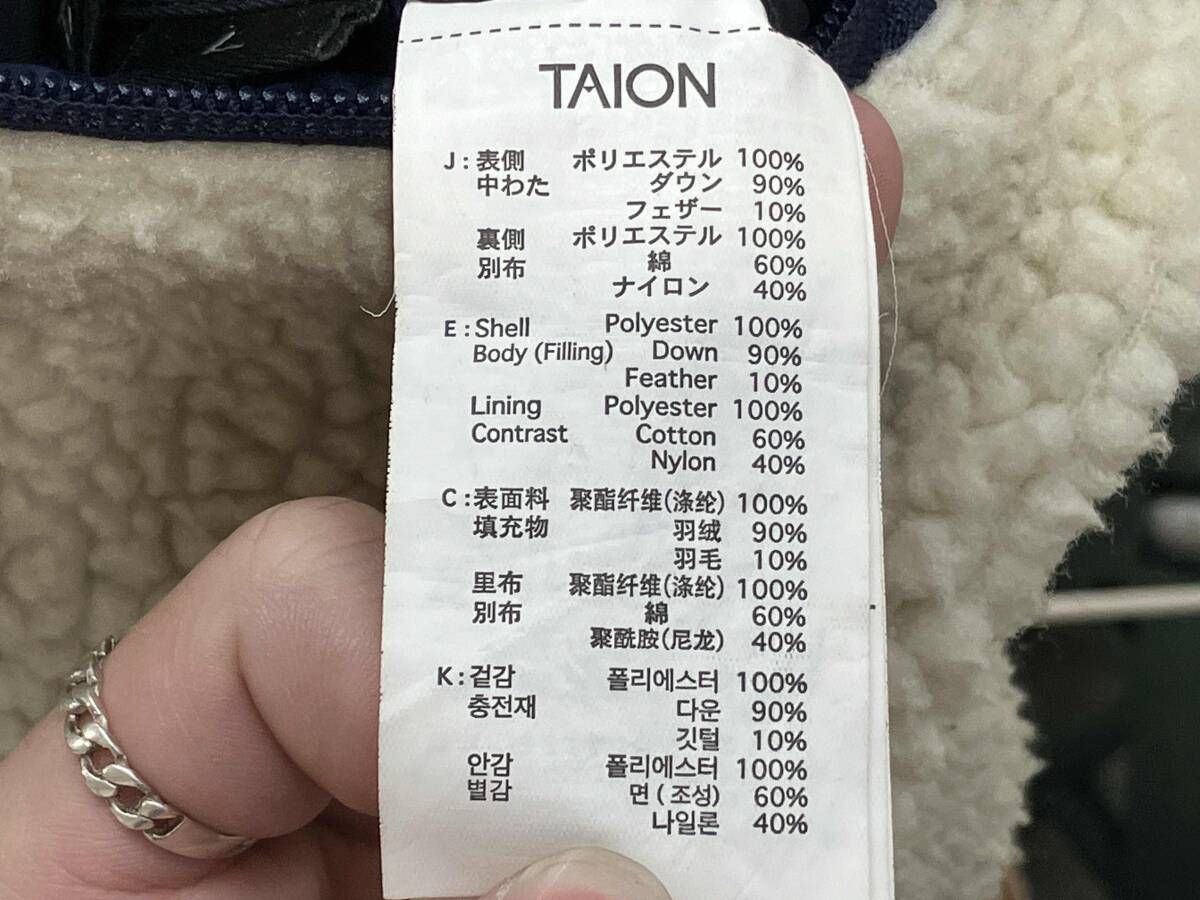 TAION
J : 表側 ポリエステル 100%
中わた ダウン 90%
フェザー 10%
裏側 ポリエステル 100%
別布 綿 60%
ナイロン 40%
E : Shell Polyester 100%
Body (Filling) Down 90%
Feather 10%
Lining Polyester 100%
Contrast Cotton 60%
Nylon 40%
C : 表面料 聚酯纤维(涤纶) 100%
填充物 羽绒 90%
羽毛 10%
里布 聚酯纤维(涤纶) 100%
別布 綿 60%
聚酰胺(尼龙) 40%
K : 겉감 폴리에스터 100%
충전재 다운 90%
깃털 10%
안감 폴리에스터 100%
별감 면 ( 조성) 60%
나일론 40%